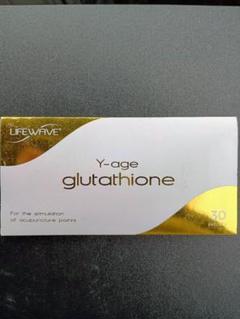 LIFEWAVE
Y-age
glutathione
For the stimulation
of acupuncture points
30